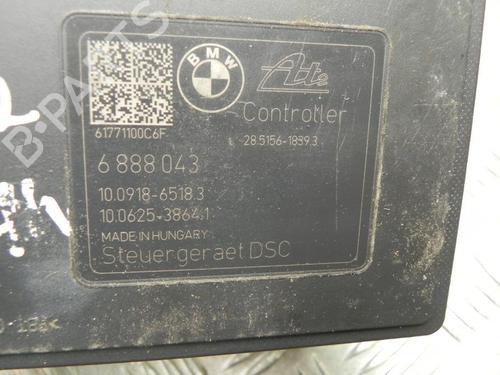 BMW
Ate
Controller
61771100C6F
28.5156-1839.3
6 888 043
10.0918-6518.3
10.0625-3864.1
MADE IN HUNGARY
Steuergeraet DSC
B-PARTS